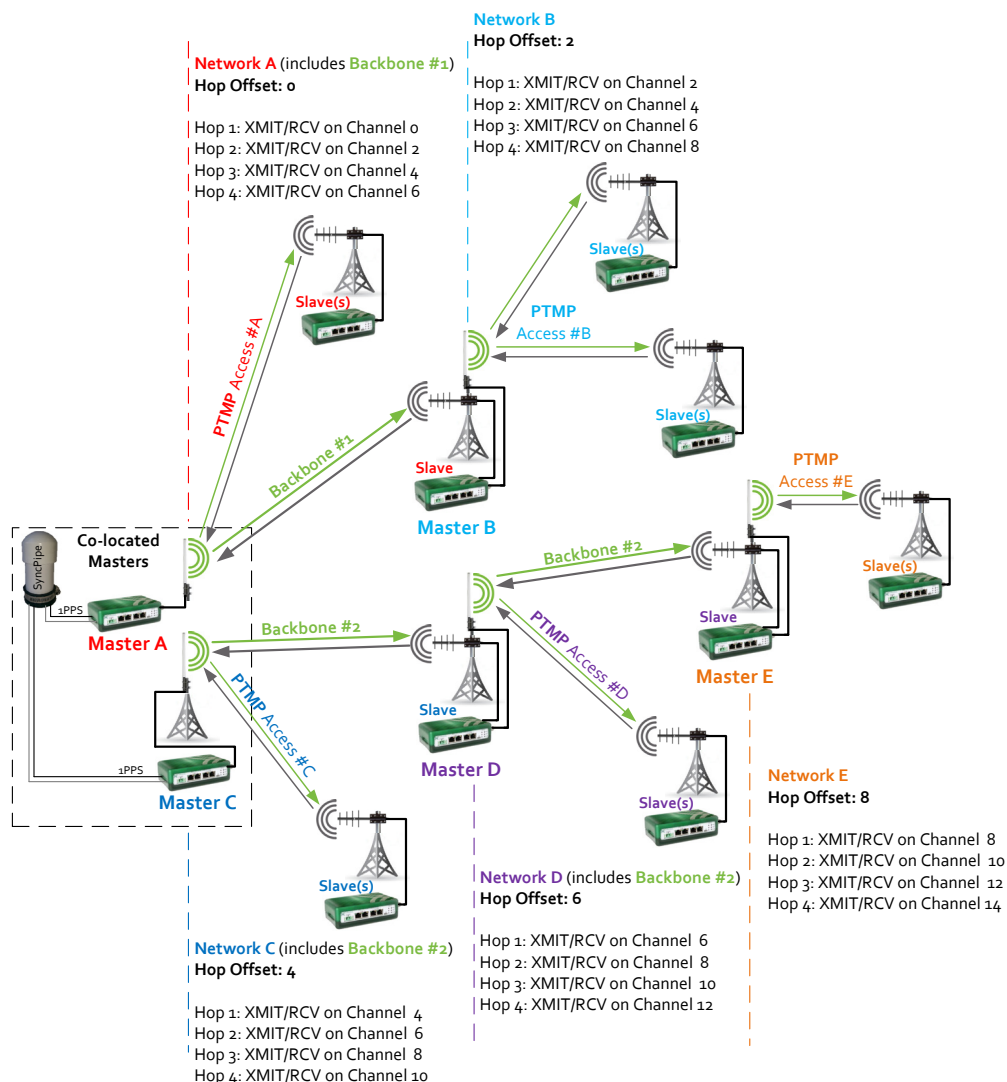 Network B
Hop Offset: 2
Hop 1: XMIT/RCV on Channel 2
Hop 2: XMIT/RCV on Channel 4
Hop 3: XMIT/RCV on Channel 6
Hop 4: XMIT/RCV on Channel 8
Network A (includes Backbone #1)
Hop Offset: 0
Hop 1: XMIT/RCV on Channel 0
Hop 2: XMIT/RCV on Channel 2
Hop 3: XMIT/RCV on Channel 4
Hop 4: XMIT/RCV on Channel 6
Slave(s)
Slave(s)
PTMP
Access #B
PTMP Access #A
Slave(s)
Backbone #1
Slave
Master B
PTMP
Access #E
Slave(s)
Co-located
Masters
SyncPipe
1PPS
Master A
Backbone #2
Backbone #2
Slave
Master E
PTMP Access #D
PTMP Access #C
Slave
Master D
1PPS
Master C
Slave(s)
Slave(s)
Network E
Hop Offset: 8
Hop 1: XMIT/RCV on Channel 8
Hop 2: XMIT/RCV on Channel 10
Hop 3: XMIT/RCV on Channel 12
Hop 4: XMIT/RCV on Channel 14
Network D (includes Backbone #2)
Hop Offset: 6
Hop 1: XMIT/RCV on Channel 6
Hop 2: XMIT/RCV on Channel 8
Hop 3: XMIT/RCV on Channel 10
Hop 4: XMIT/RCV on Channel 12
Network C (includes Backbone #2)
Hop Offset: 4
Hop 1: XMIT/RCV on Channel 4
Hop 2: XMIT/RCV on Channel 6
Hop 3: XMIT/RCV on Channel 8
Hop 4: XMIT/RCV on Channel 10